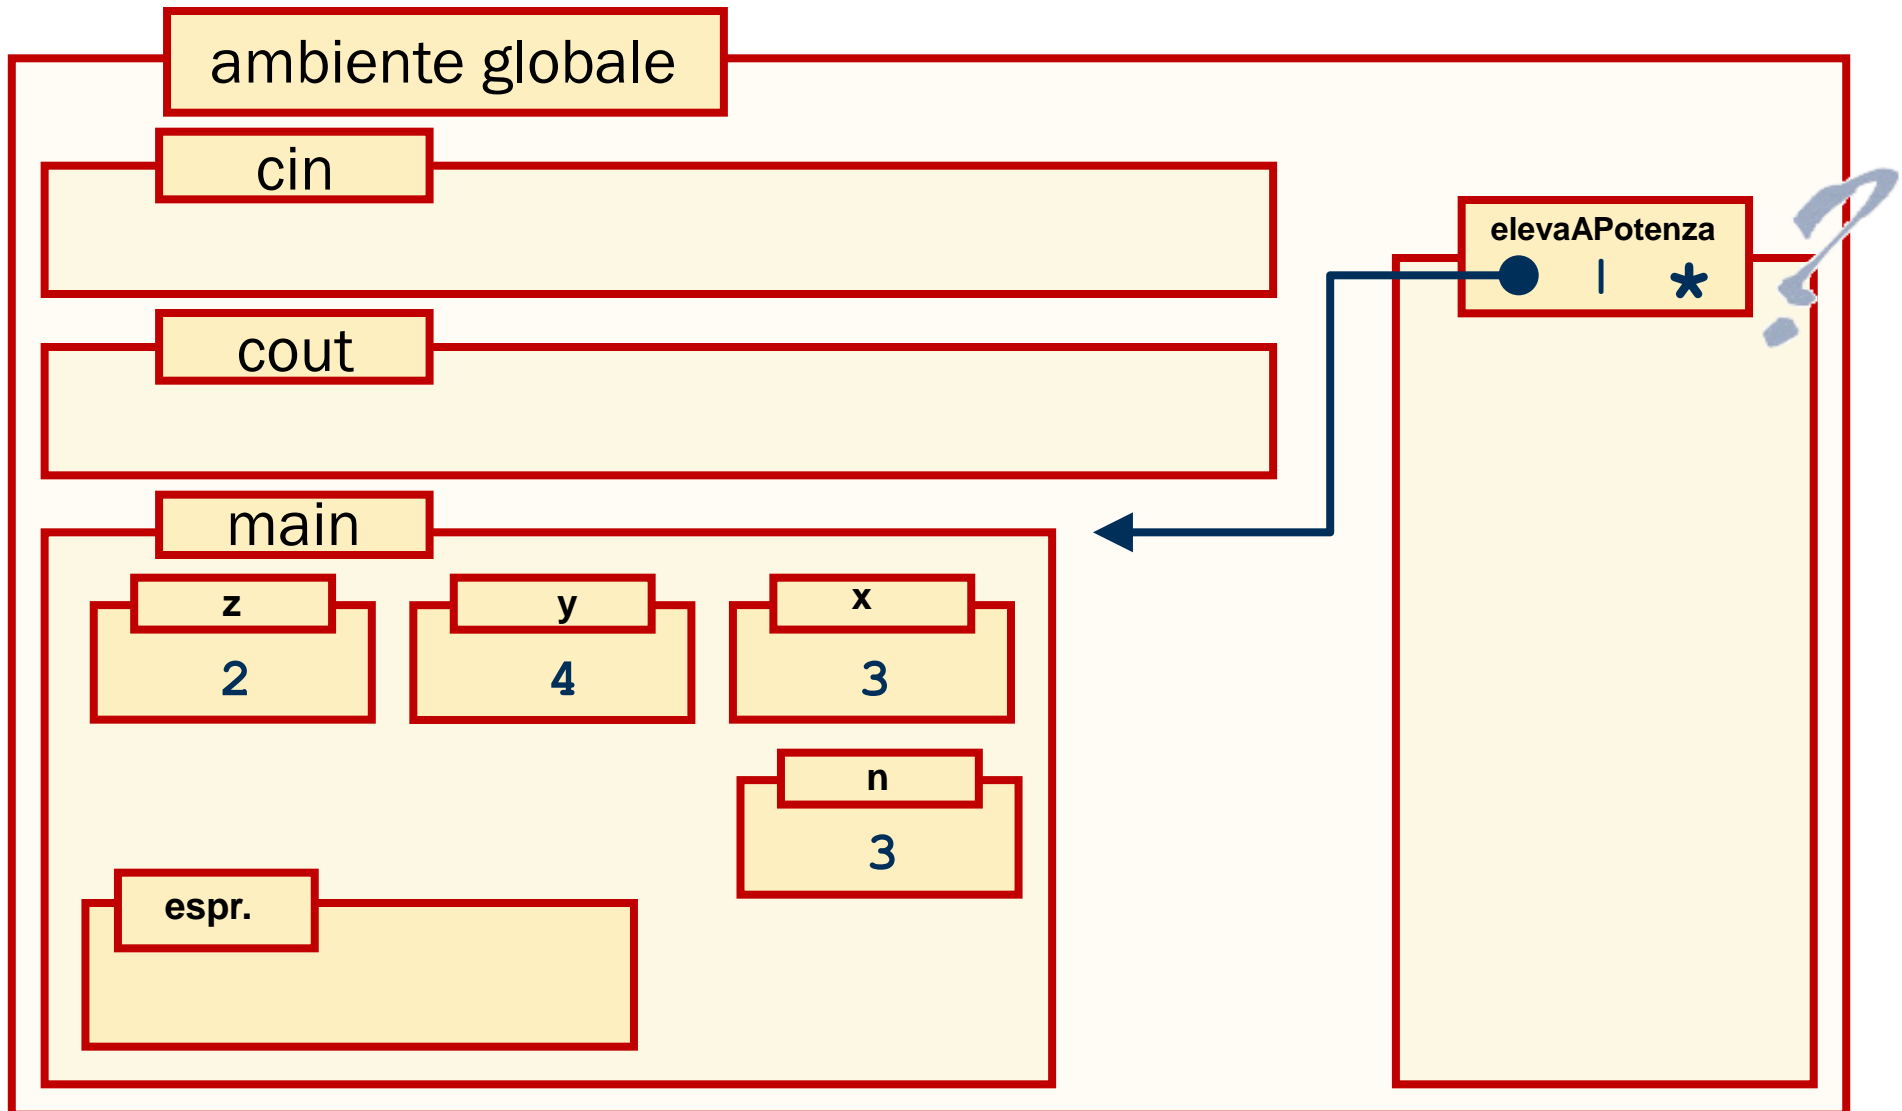 ambiente globale
cin
cout
main
z
2
y
4
x
3
n
3
espr.
elevaAPotenza
| *
?